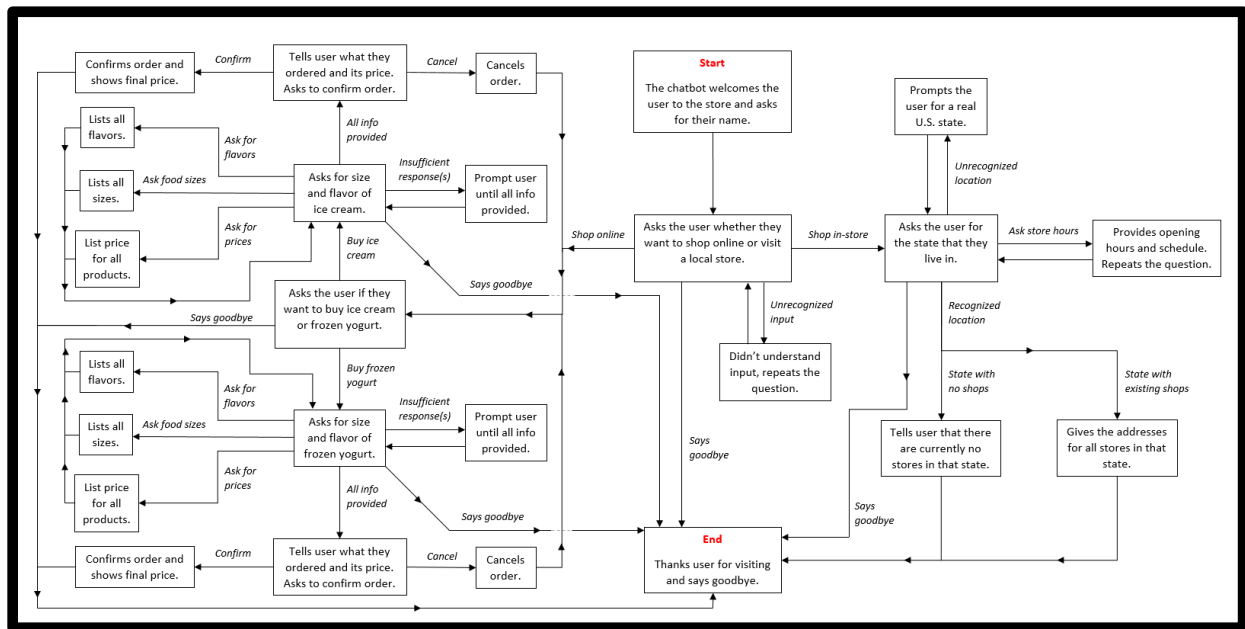 Confirms order and
shows final price.
Confirm
Tells user what they
ordered and its price.
Asks to confirm order.
Cancel
Cancels
order.
Start
The chatbot welcomes the
user to the store and asks
for their name.
Prompts the
user for a real
U.S. state.
Lists all
flavors.
Ask for
flavors
All info
provided
Insufficient
response(s)
Unrecognized
location
Lists all
sizes.
Ask food sizes
Asks for size
and flavor of
ice cream.
Prompt user
until all info
provided.
List price
for all
products.
Ask for
prices
Buy ice
cream
Shop online
Asks the user whether they
want to shop online or visit
a local store.
Shop in-store
Asks the user for
the state that they
live in.
Ask store hours
Provides opening
hours and schedule.
Repeats the question.
Says goodbye
Says goodbye
Asks the user if they
want to buy ice cream
or frozen yogurt.
Unrecognized
input
Recognized
location
Didn't understand
input, repeats the
question.
Lists all
flavors.
Ask for
flavors
Buy frozen
yogurt
Insufficient
response(s)
State with
no shops
State with
existing shops
Lists all
sizes.
Ask food sizes
Asks for size
and flavor of
frozen yogurt.
Prompt user
until all info
provided.
Says
goodbye
Tells user that there
are currently no
stores in that state.
Gives the addresses
for all stores in that
state.
List price
for all
products.
Ask for
prices
All info
provided
Says goodbye
Says
goodbye
Confirms order and
shows final price.
Confirm
Tells user what they
ordered and its price.
Asks to confirm order.
Cancel
Cancels
order.
End
Thanks user for visiting
and says goodbye.